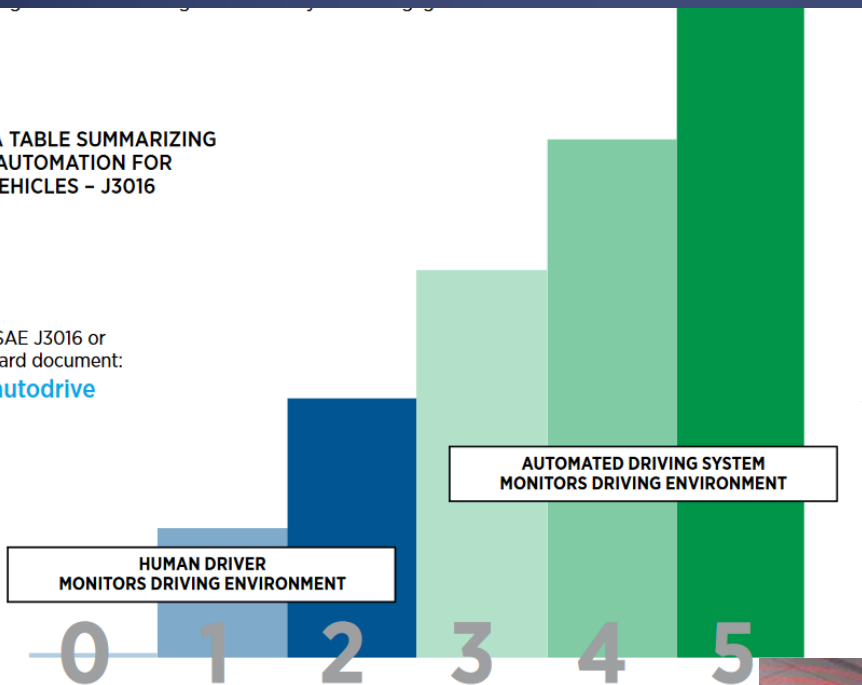 A TABLE SUMMARIZING
AUTOMATION FOR
EHICLES – J3016
SAE J3016 or
ard document:
autodrive
AUTOMATED DRIVING SYSTEM
MONITORS DRIVING ENVIRONMENT
HUMAN DRIVER
MONITORS DRIVING ENVIRONMENT
0 1 2 3 4 5